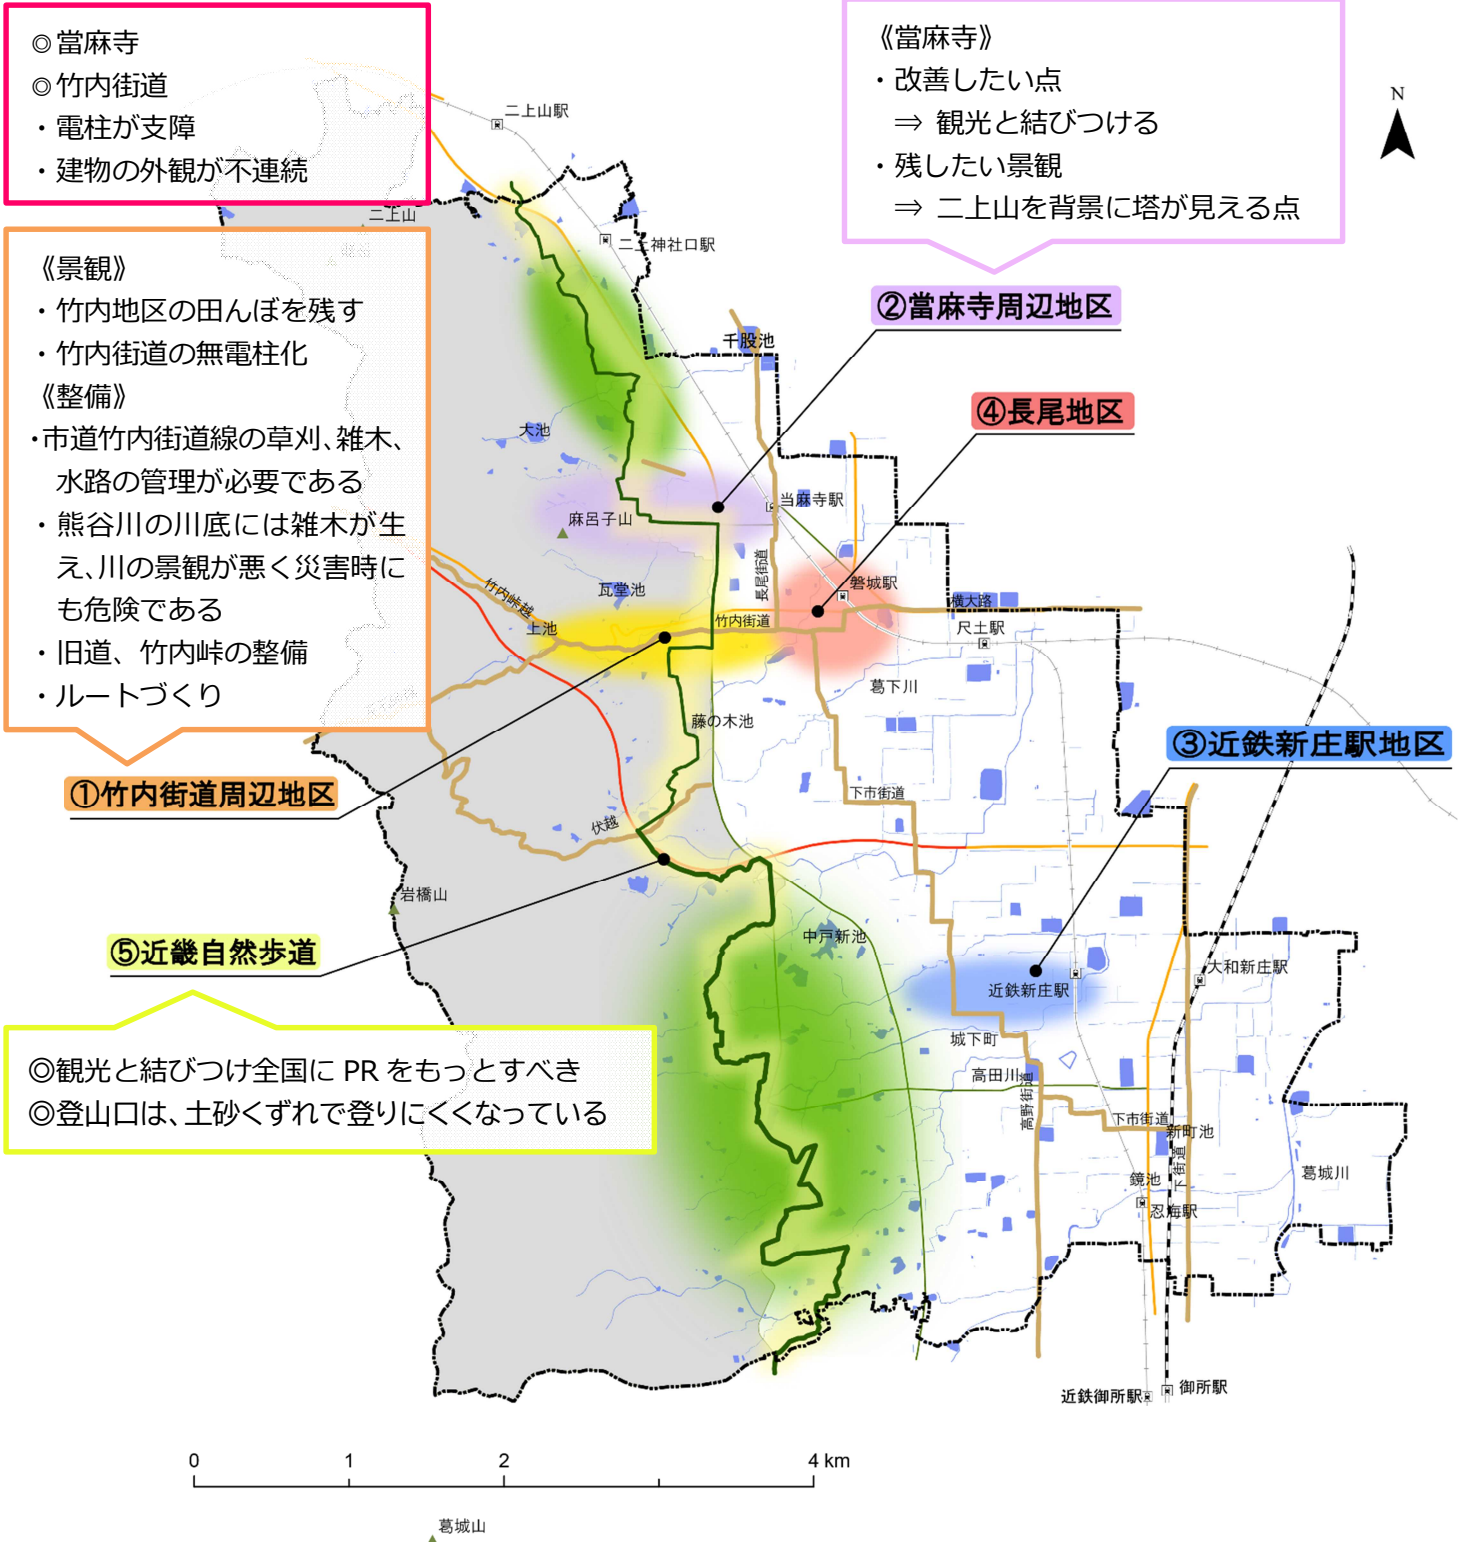 ◎當麻寺
◎竹内街道
・電柱が支障
・建物の外観が不連続
《當麻寺》
・改善したい点
⇒ 観光と結びつける
・残したい景観
⇒ 二上山を背景に塔が見える点
N
二上山駅
二上山
二上神社口駅
《景観》
・竹内地区の田んぼを残す
・竹内街道の無電柱化
《整備》
・市道竹内街道線の草刈、雑木、
水路の管理が必要である
・熊谷川の川底には雑木が生
え、川の景観が悪く災害時に
も危険である
・旧道、竹内峠の整備
・ルートづくり
②當麻寺周辺地区
千股池
④長尾地区
大池
当麻寺駅
麻呂子山
長尾街道
磐城駅
瓦堂池
竹内峠越
横大路
上池
竹内街道
尺土駅
葛下川
藤の木池
③近鉄新庄駅地区
①竹内街道周辺地区
下市街道
伏越
岩橋山
⑤近畿自然歩道
中戸新池
大和新庄駅
近鉄新庄駅
城下町
高田川
高野街道
◎観光と結びつけ全国に PR をもっとすべき
◎登山口は、土砂くずれで登りにくくなっている
下市街道
新町池
下街道
葛城川
鏡池
忍海駅
近鉄御所駅
御所駅
0 1 2 4 km
葛城山